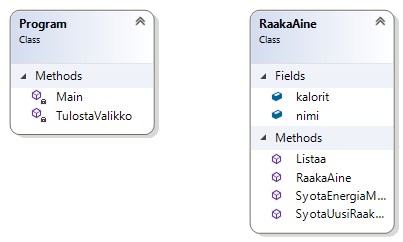 Program
Class
Methods
Main
TulostaValikko
RaakaAine
Class
Fields
kalorit
nimi
Methods
Listaa
RaakaAine
SyotaEnergiaM...
SyotaUusiRaak...